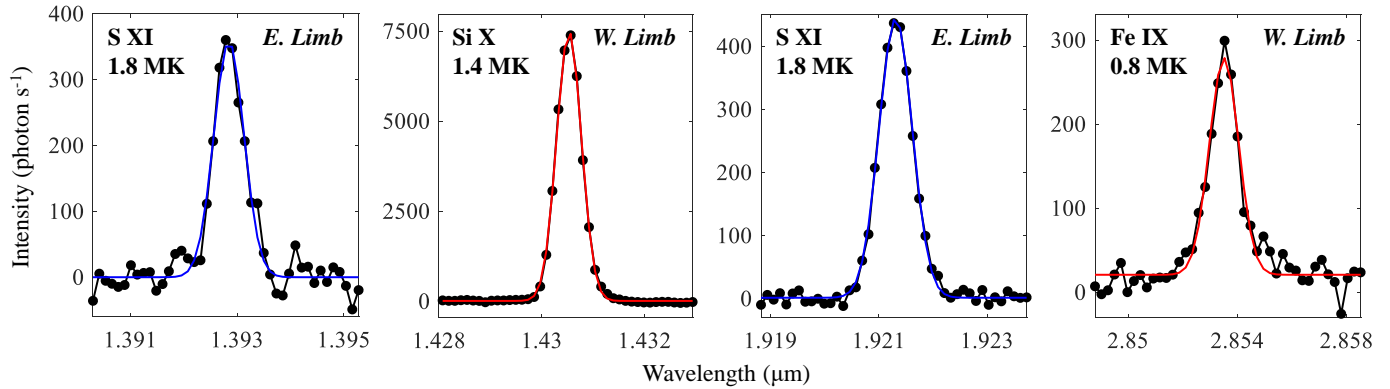 Intensity (photon s⁻¹)
400
300
200
100
0
S XI
1.8 MK
E. Limb
1.391
1.393
1.395
7500
5000
2500
0
Si X
1.4 MK
W. Limb
1.428
1.43
1.432
400
300
200
100
0
S XI
1.8 MK
E. Limb
1.919
1.921
1.923
300
200
100
0
Fe IX
0.8 MK
W. Limb
2.85
2.854
2.858
Wavelength (μm)